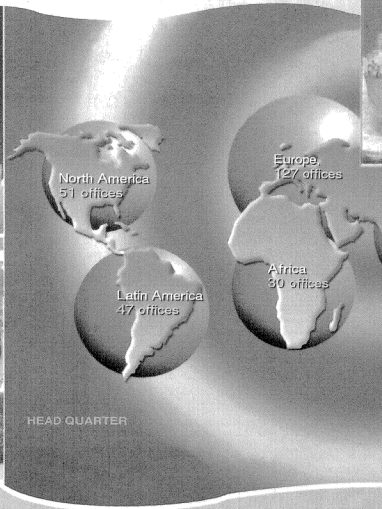 North America
51 offices
Europe,
127 offices
Latin America
47 offices
Africa
30 offices
HEAD QUARTER